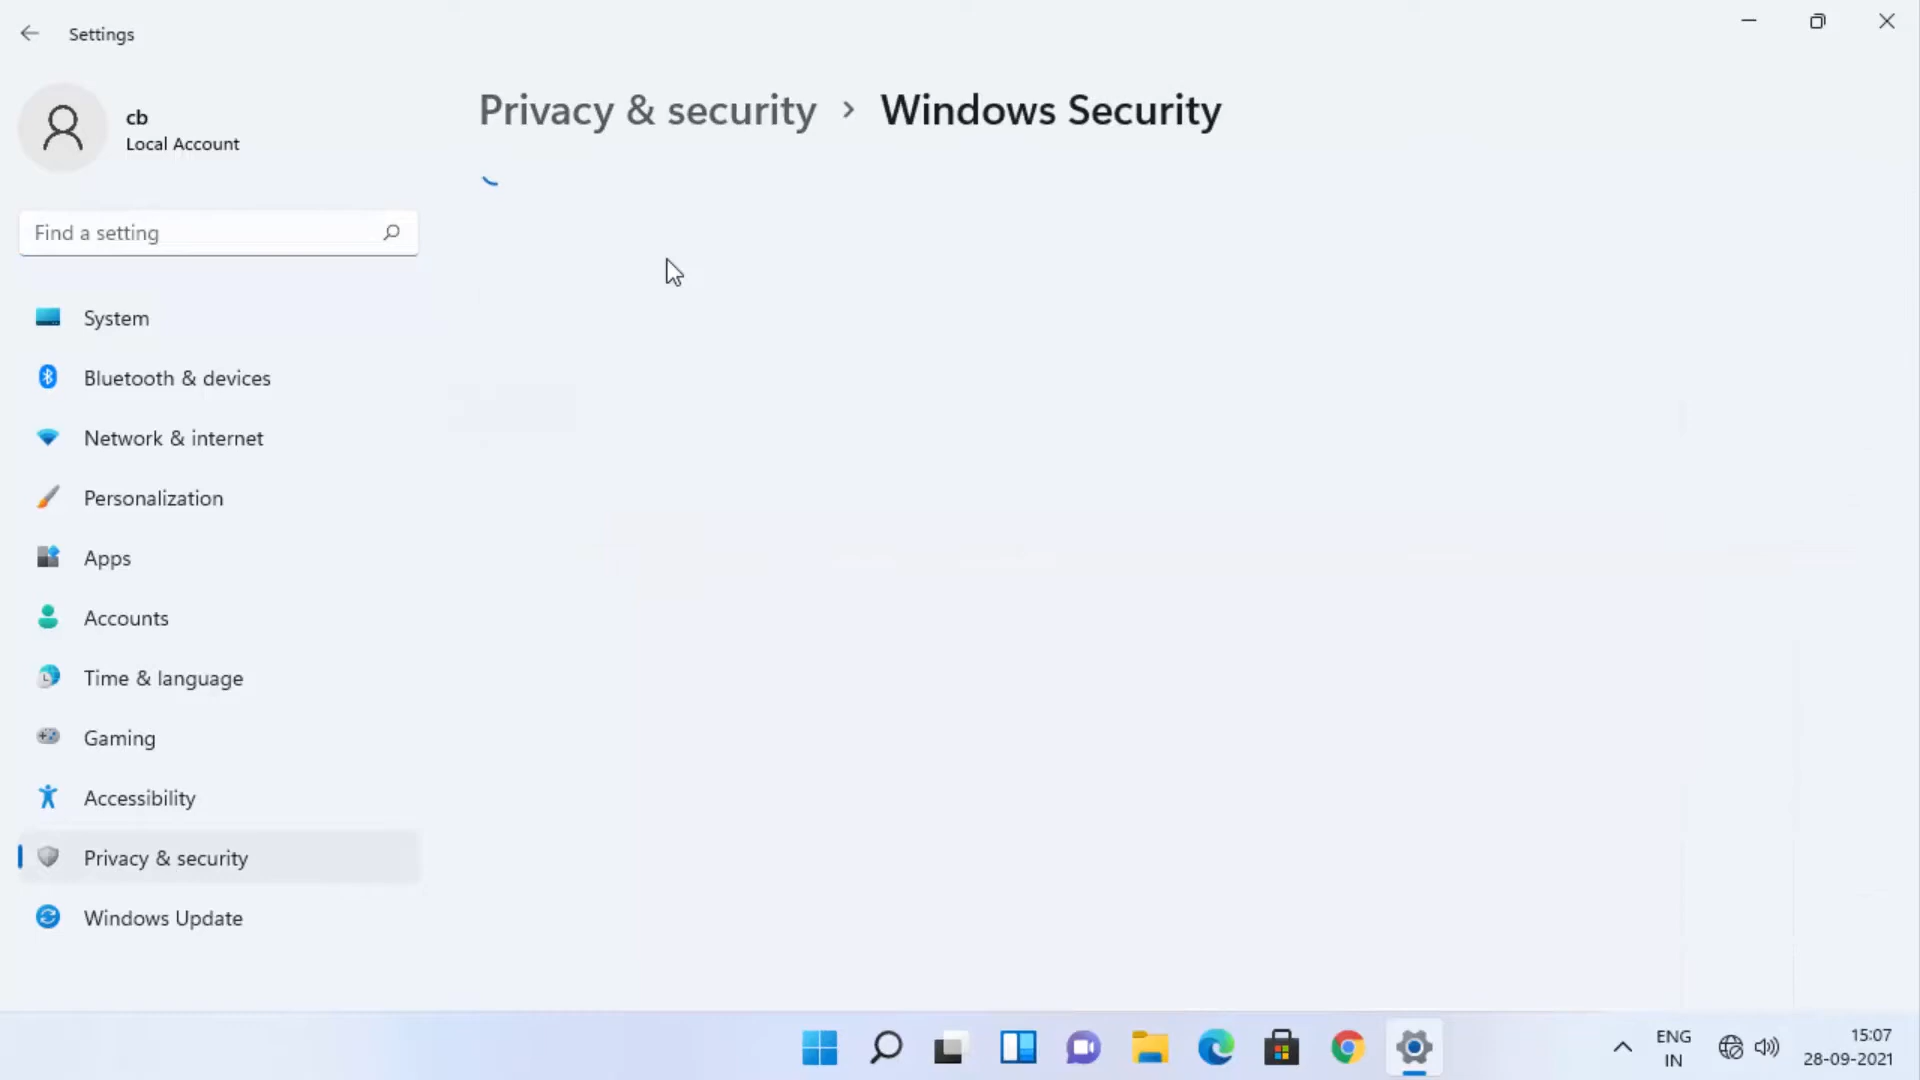 Settings
cb
Local Account
Find a setting
System
Bluetooth & devices
Network & internet
Personalization
Apps
Accounts
Time & language
Gaming
Accessibility
Privacy & security
Windows Update
Privacy & security > Windows Security
ENG
IN
15:07
28-09-2021